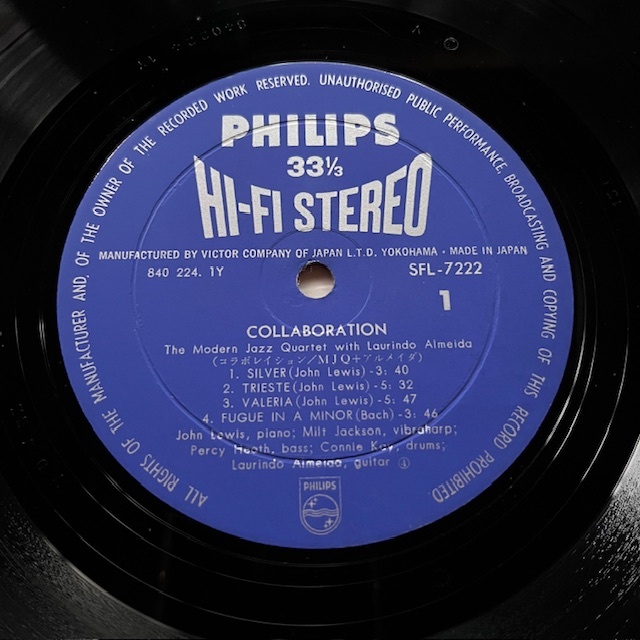 ALL RIGHTS OF THE MANUFACTURER AND. OF THE OWNER OF THE RECORDED WORK RESERVED. UNAUTHORISED PUBLIC PERFORMANCE, BROADCASTING AND COPYING OF THIS RECORD PROHIBITED
PHILIPS
33⅓
HI-FI STEREO
MANUFACTURED BY VICTOR COMPANY OF JAPAN L.T.D. YOKOHAMA · MADE IN JAPAN
840 224. 1Y
SFL-7222
1
COLLABORATION
The Modern Jazz Quartet with Laurindo Almeida
(コラボレイション/MJQ+アルメイダ)
1. SILVER (John Lewis) -3: 40
2. TRIESTE (John Lewis) -5: 32
3. VALERIA (John Lewis) -5: 47
4. FUGUE IN A MINOR (Bach) -3: 46
John Lewis, piano; Milt Jackson, vibraharp;
Percy Heath, bass; Connie Kay, drums;
Laurindo Almeido, guitar ④
PHILIPS